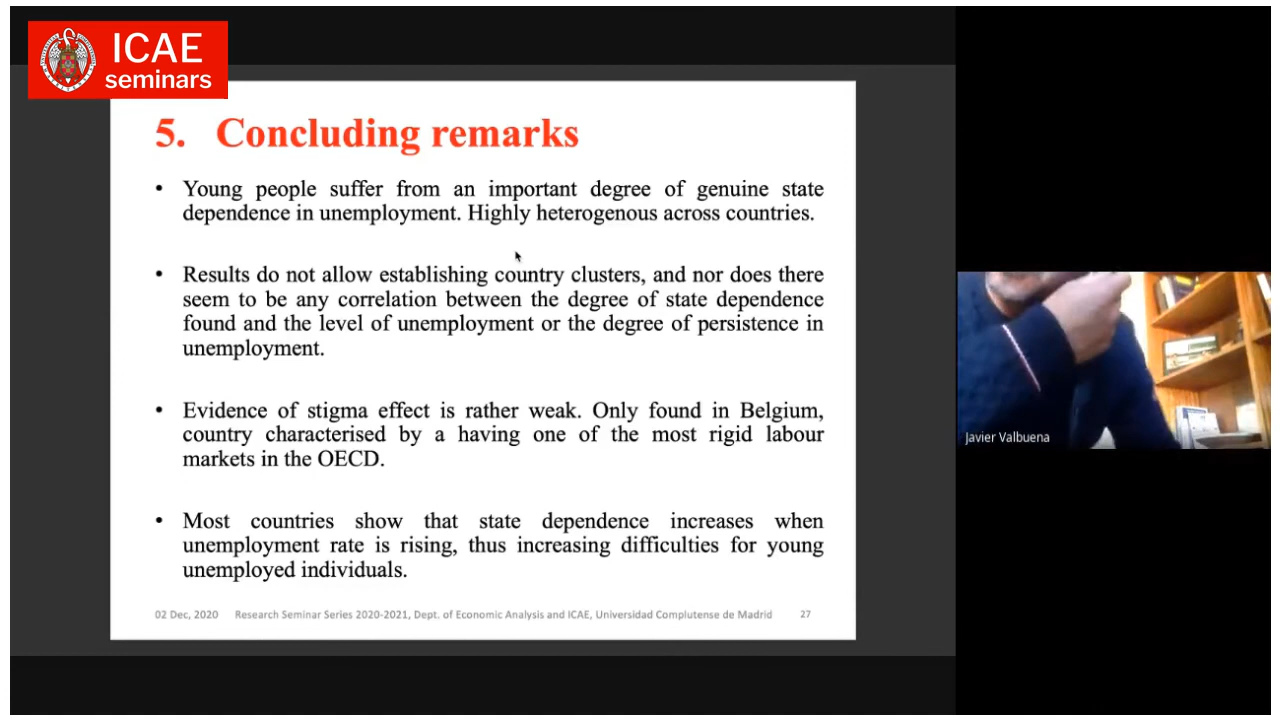 ICAE
seminars
5. Concluding remarks
• Young people suffer from an important degree of genuine state
dependence in unemployment. Highly heterogenous across countries.
• Results do not allow establishing country clusters, and nor does there
seem to be any correlation between the degree of state dependence
found and the level of unemployment or the degree of persistence in
unemployment.
• Evidence of stigma effect is rather weak. Only found in Belgium,
country characterised by a having one of the most rigid labour
markets in the OECD.
• Most countries show that state dependence increases when
unemployment rate is rising, thus increasing difficulties for young
unemployed individuals.
02 Dec, 2020 Research Seminar Series 2020-2021, Dept. of Economic Analysis and ICAE, Universidad Complutense de Madrid 27
Javier Valbuena